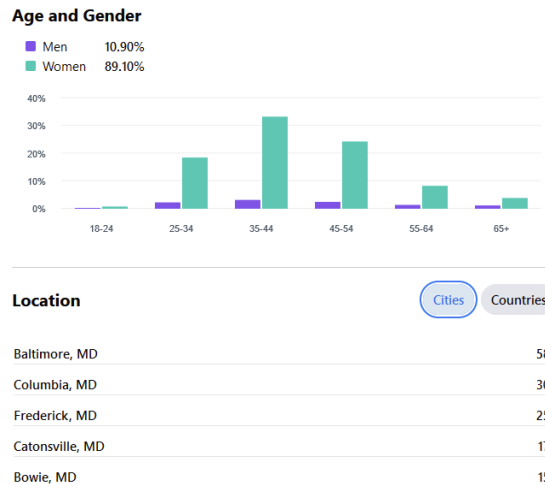 Age and Gender
Men 10.90%
Women 89.10%
40%
30%
20%
10%
0%
18-24 25-34 35-44 45-54 55-64 65+
Location Cities Countries
Baltimore, MD
Columbia, MD
Frederick, MD
Catonsville, MD
Bowie, MD